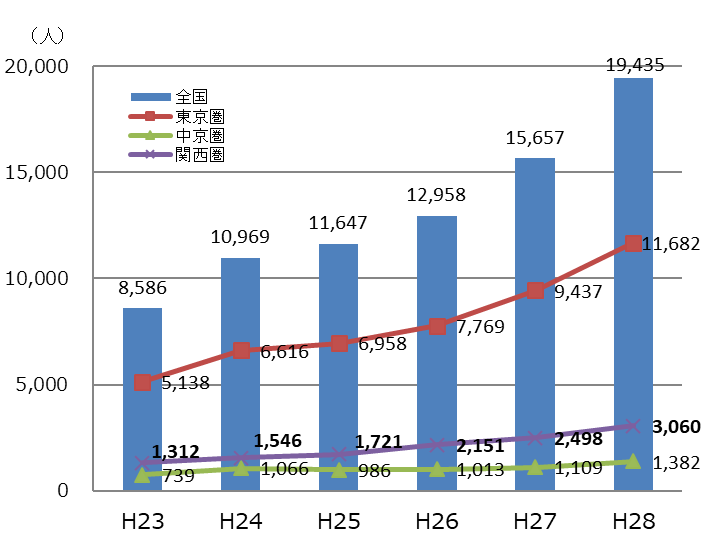 （人）
20,000
15,000
10,000
5,000
0
全国
東京圏
中京圏
関西圏
8,586
10,969
11,647
12,958
15,657
19,435
5,138
6,616
6,958
7,769
9,437
11,682
1,312
1,546
1,721
2,151
2,498
3,060
739
1,066
986
1,013
1,109
1,382
H23
H24
H25
H26
H27
H28